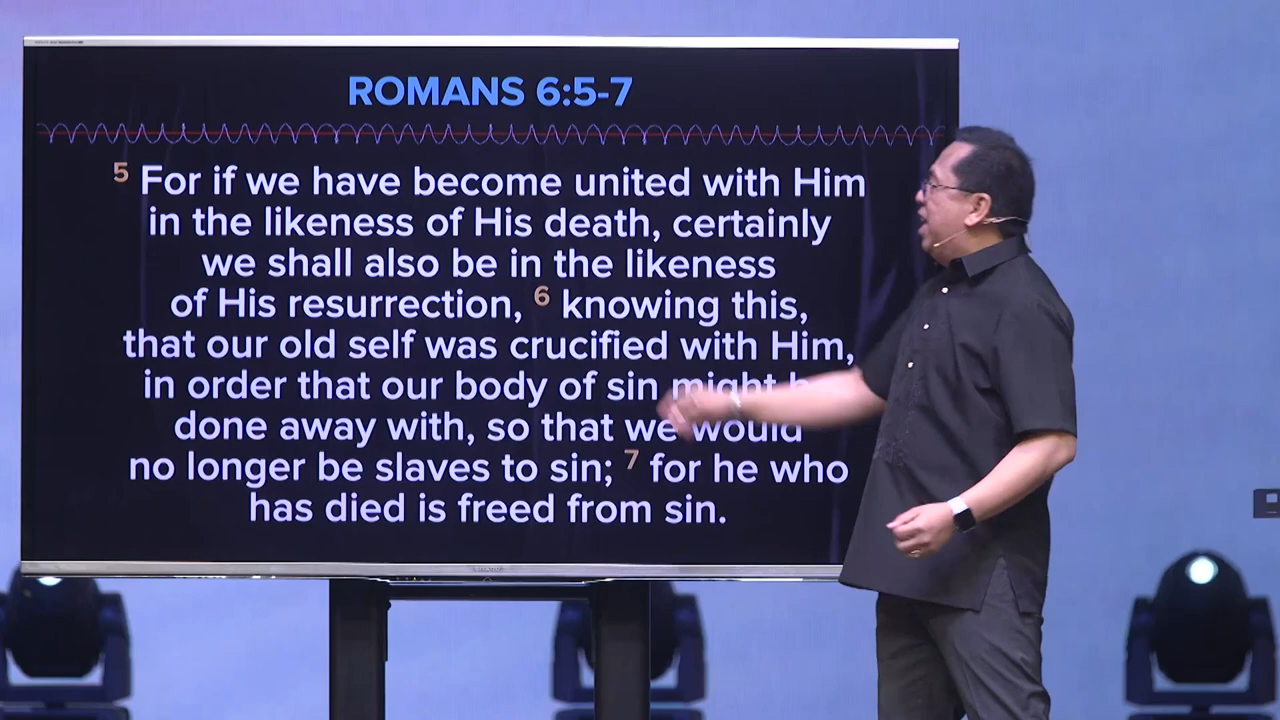 ROMANS 6:5-7
5 For if we have become united with Him
in the likeness of His death, certainly
we shall also be in the likeness
of His resurrection, 6 knowing this,
that our old self was crucified with Him,
in order that our body of sin might
done away with, so that we would
no longer be slaves to sin; 7 for he who
has died is freed from sin.